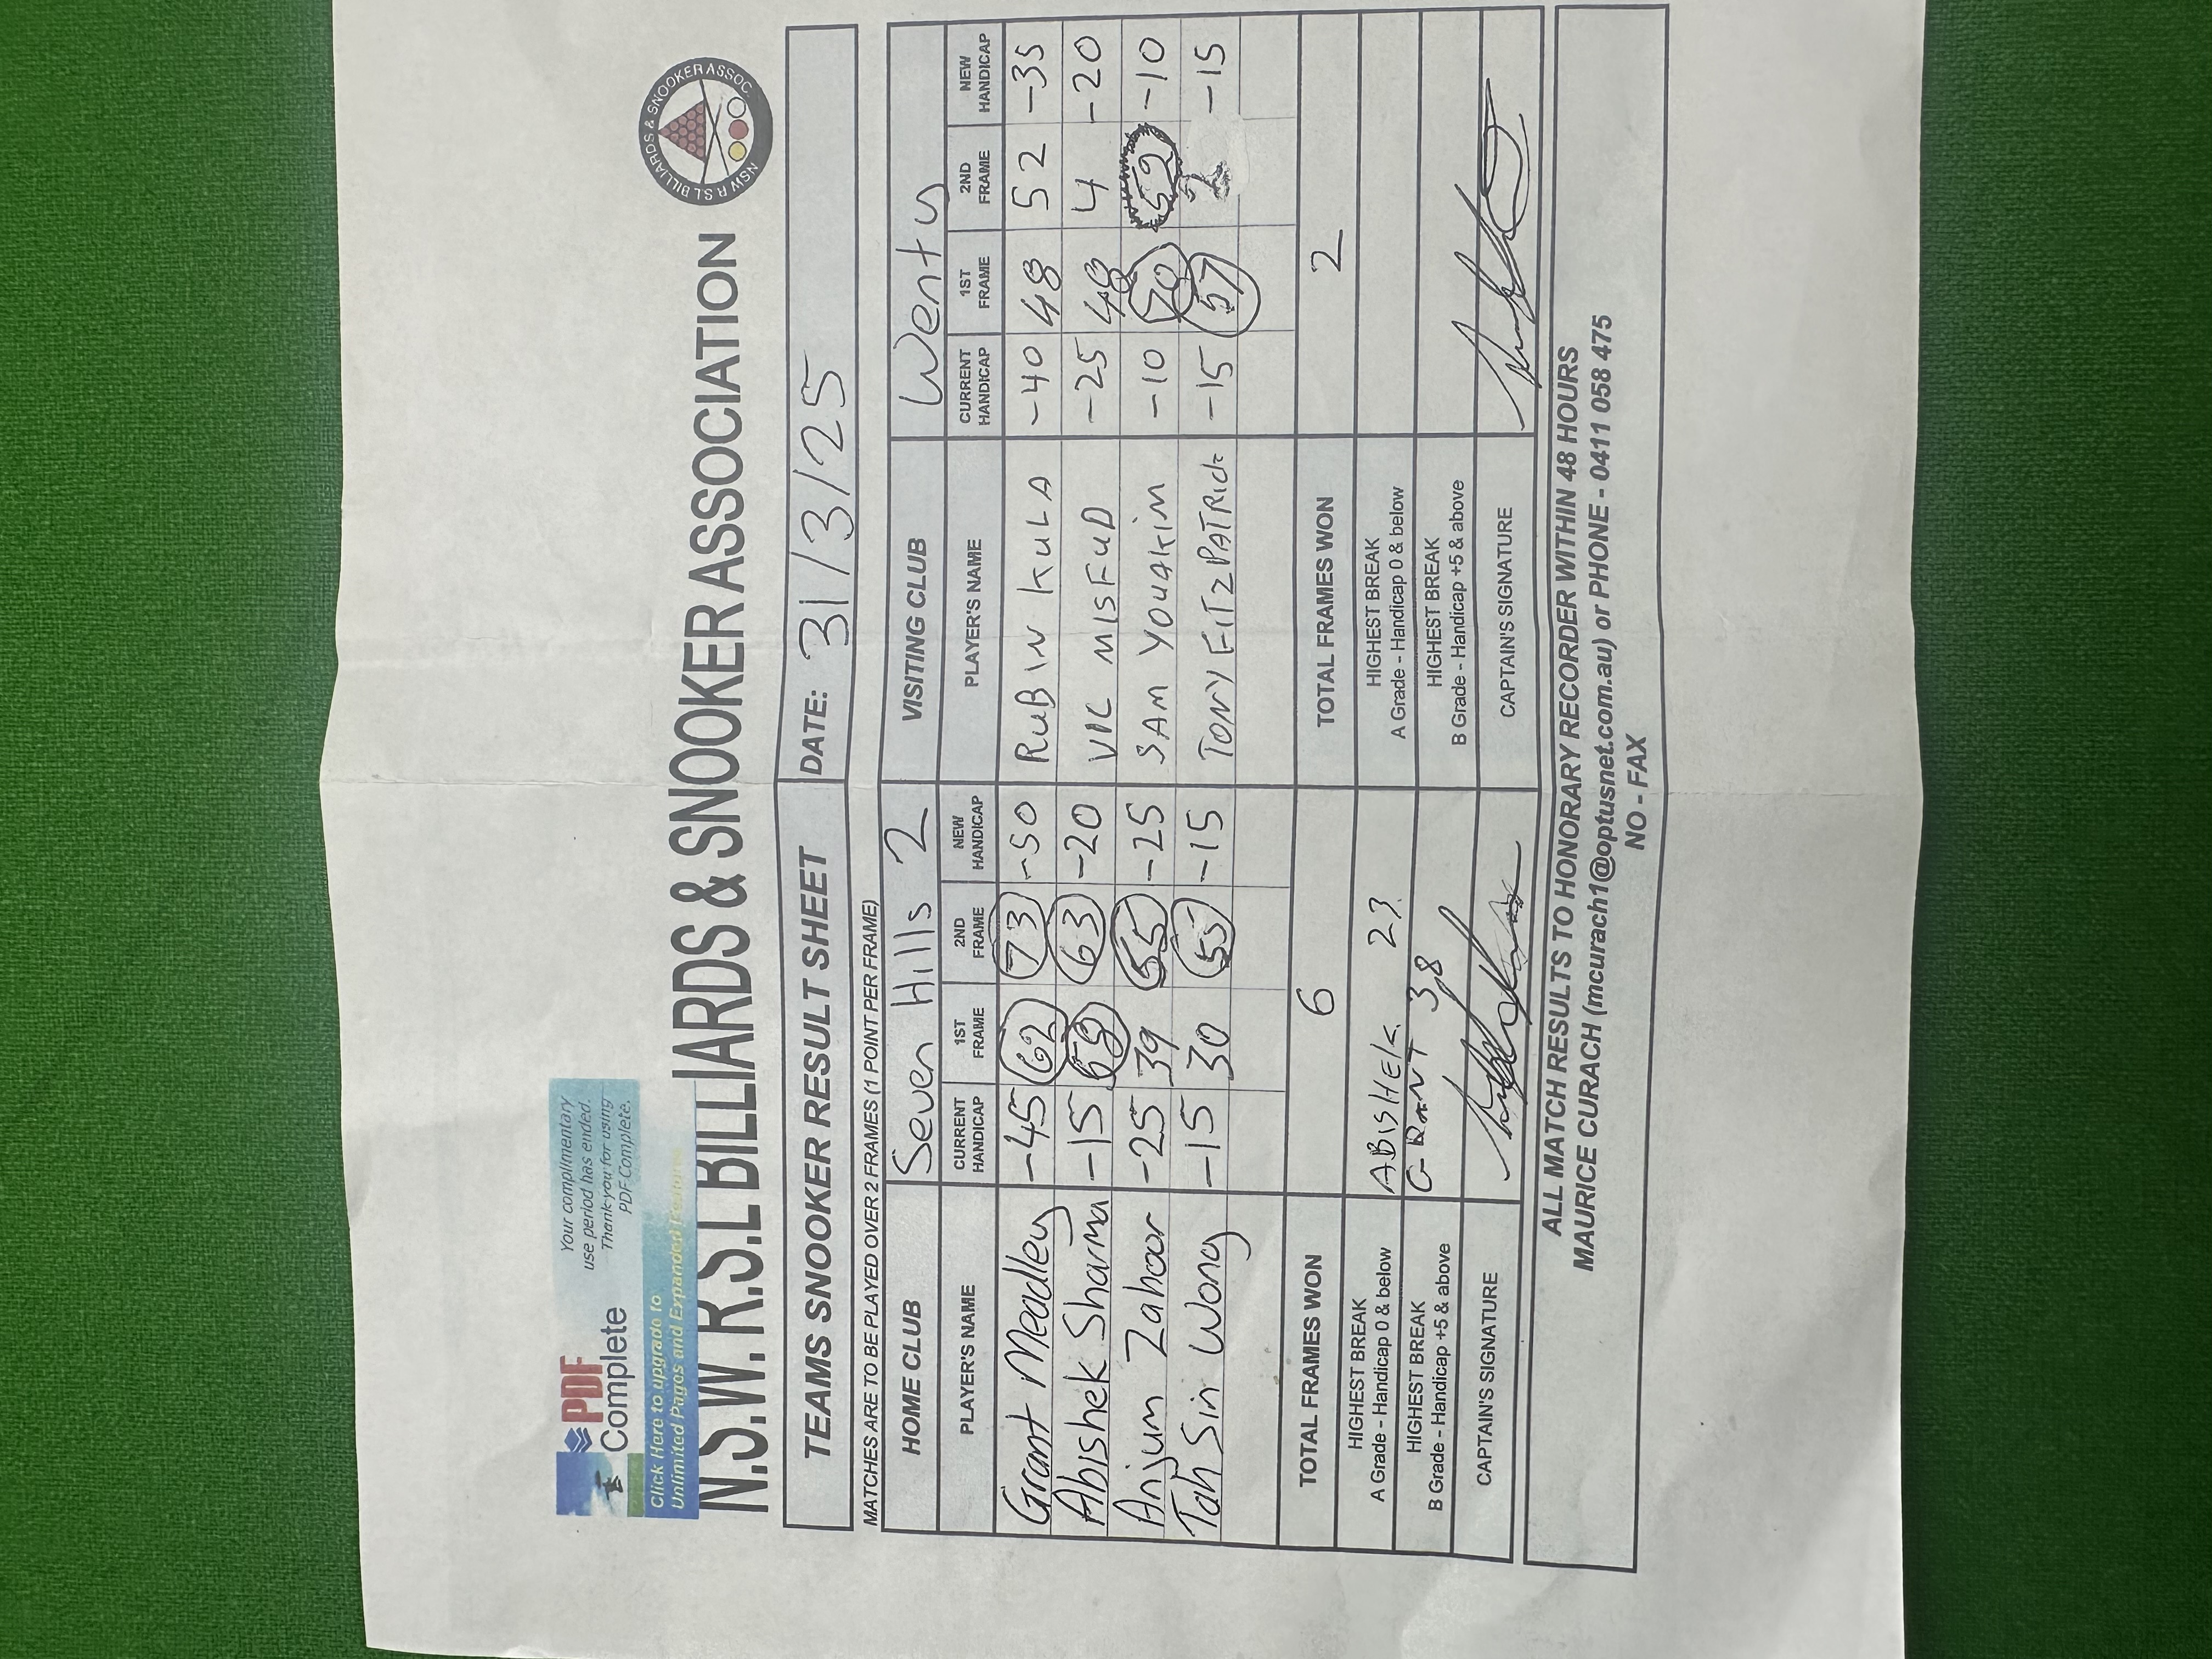 Your complimentary
use period has ended.
Thank you for using
PDF Complete.
PDF
Complete
Click Here to upgrade to
Unlimited Pages and Expanded Features
NSW R.S.L BILLIARDS & SNOOKER ASSOC.
N.S.W. R.S.L BILLIARDS & SNOOKER ASSOCIATION
TEAMS SNOOKER RESULT SHEET DATE: 31/3/25
MATCHES ARE TO BE PLAYED OVER 2 FRAMES (1 POINT PER FRAME)
HOME CLUB Seven Hills 2 VISITING CLUB Wenty
PLAYER'S NAME CURRENT HANDICAP 1ST FRAME 2ND FRAME NEW HANDICAP PLAYER'S NAME CURRENT HANDICAP 1ST FRAME 2ND FRAME NEW HANDICAP
Grant Meadley -45 62 73 -50 RUBIN KULA -40 48 52 -35
Abishek Sharma -15 63 -20 VIC MISFUD -25 48 4 -20
Anjum Zahoor -25 39 55 -25 SAM YOUAKIM -10 70 -10
Tah Sin Wong -15 30 55 -15 TONY FITZPATRICK -15 57 2 -15
TOTAL FRAMES WON 6 TOTAL FRAMES WON 2
HIGHEST BREAK
A Grade - Handicap 0 & below ABISHEK 23 HIGHEST BREAK
A Grade - Handicap 0 & below
HIGHEST BREAK
B Grade - Handicap +5 & above GRANT 38 HIGHEST BREAK
B Grade - Handicap +5 & above
CAPTAIN'S SIGNATURE CAPTAIN'S SIGNATURE
ALL MATCH RESULTS TO HONORARY RECORDER WITHIN 48 HOURS
MAURICE CURACH (mcurach1@optusnet.com.au) or PHONE - 0411 058 475
NO - FAX